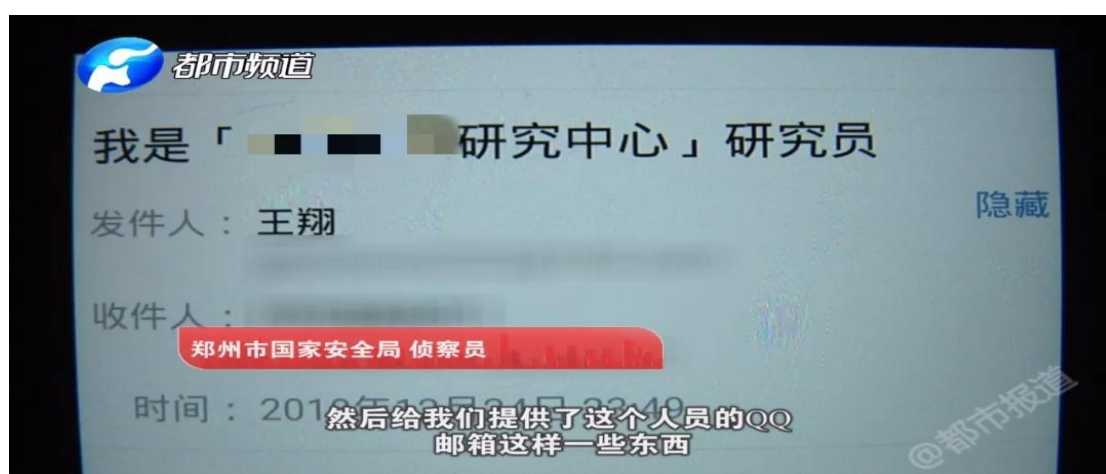 都市频道
我是「研究中心」研究员
隐藏
发件人：王翔
收件人：
郑州市国家安全局 侦察员
时间：
然后给我们提供了这个人员的QQ
邮箱这样一些东西
@都市报道